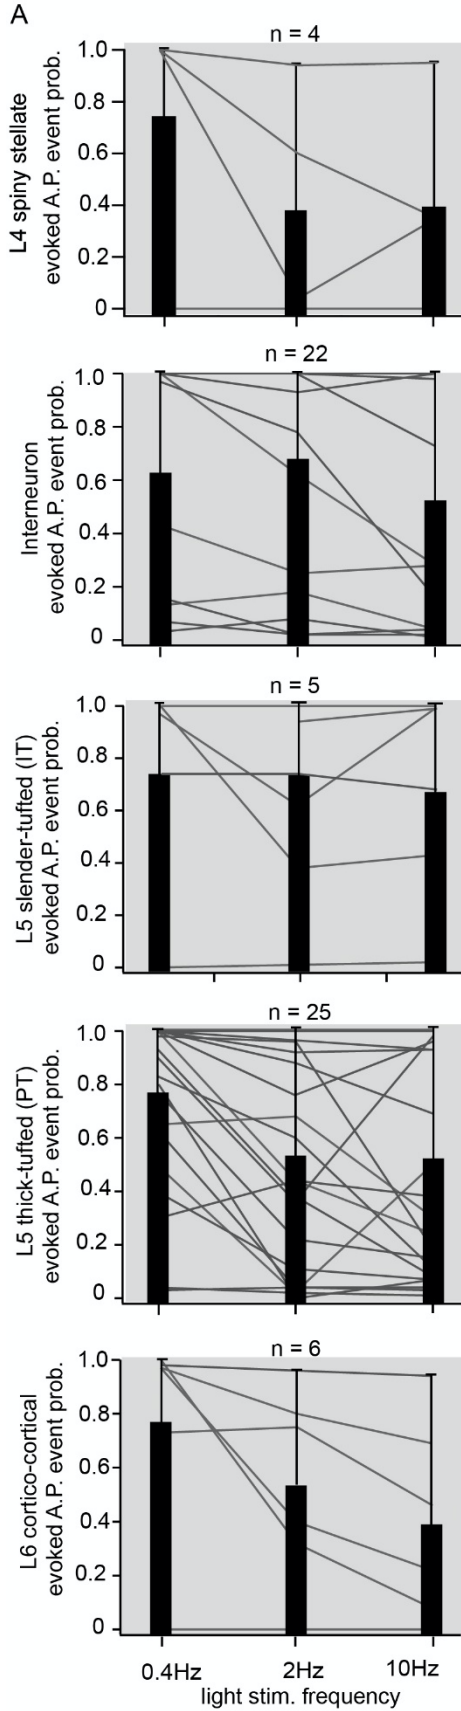 A
n = 4
L4 spiny stellate
evoked A.P. event prob.
1.0
0.8
0.6
0.4
0.2
0
n = 22
Interneuron
evoked A.P. event prob.
1.0
0.8
0.6
0.4
0.2
0
n = 5
L5 slender-tufted (IT)
evoked A.P. event prob.
1.0
0.8
0.6
0.4
0.2
0
n = 25
L5 thick-tufted (PT)
evoked A.P. event prob.
1.0
0.8
0.6
0.4
0.2
0
n = 6
L6 cortico-cortical
evoked A.P. event prob.
1.0
0.8
0.6
0.4
0.2
0
0.4Hz 2Hz 10Hz
light stim. frequency